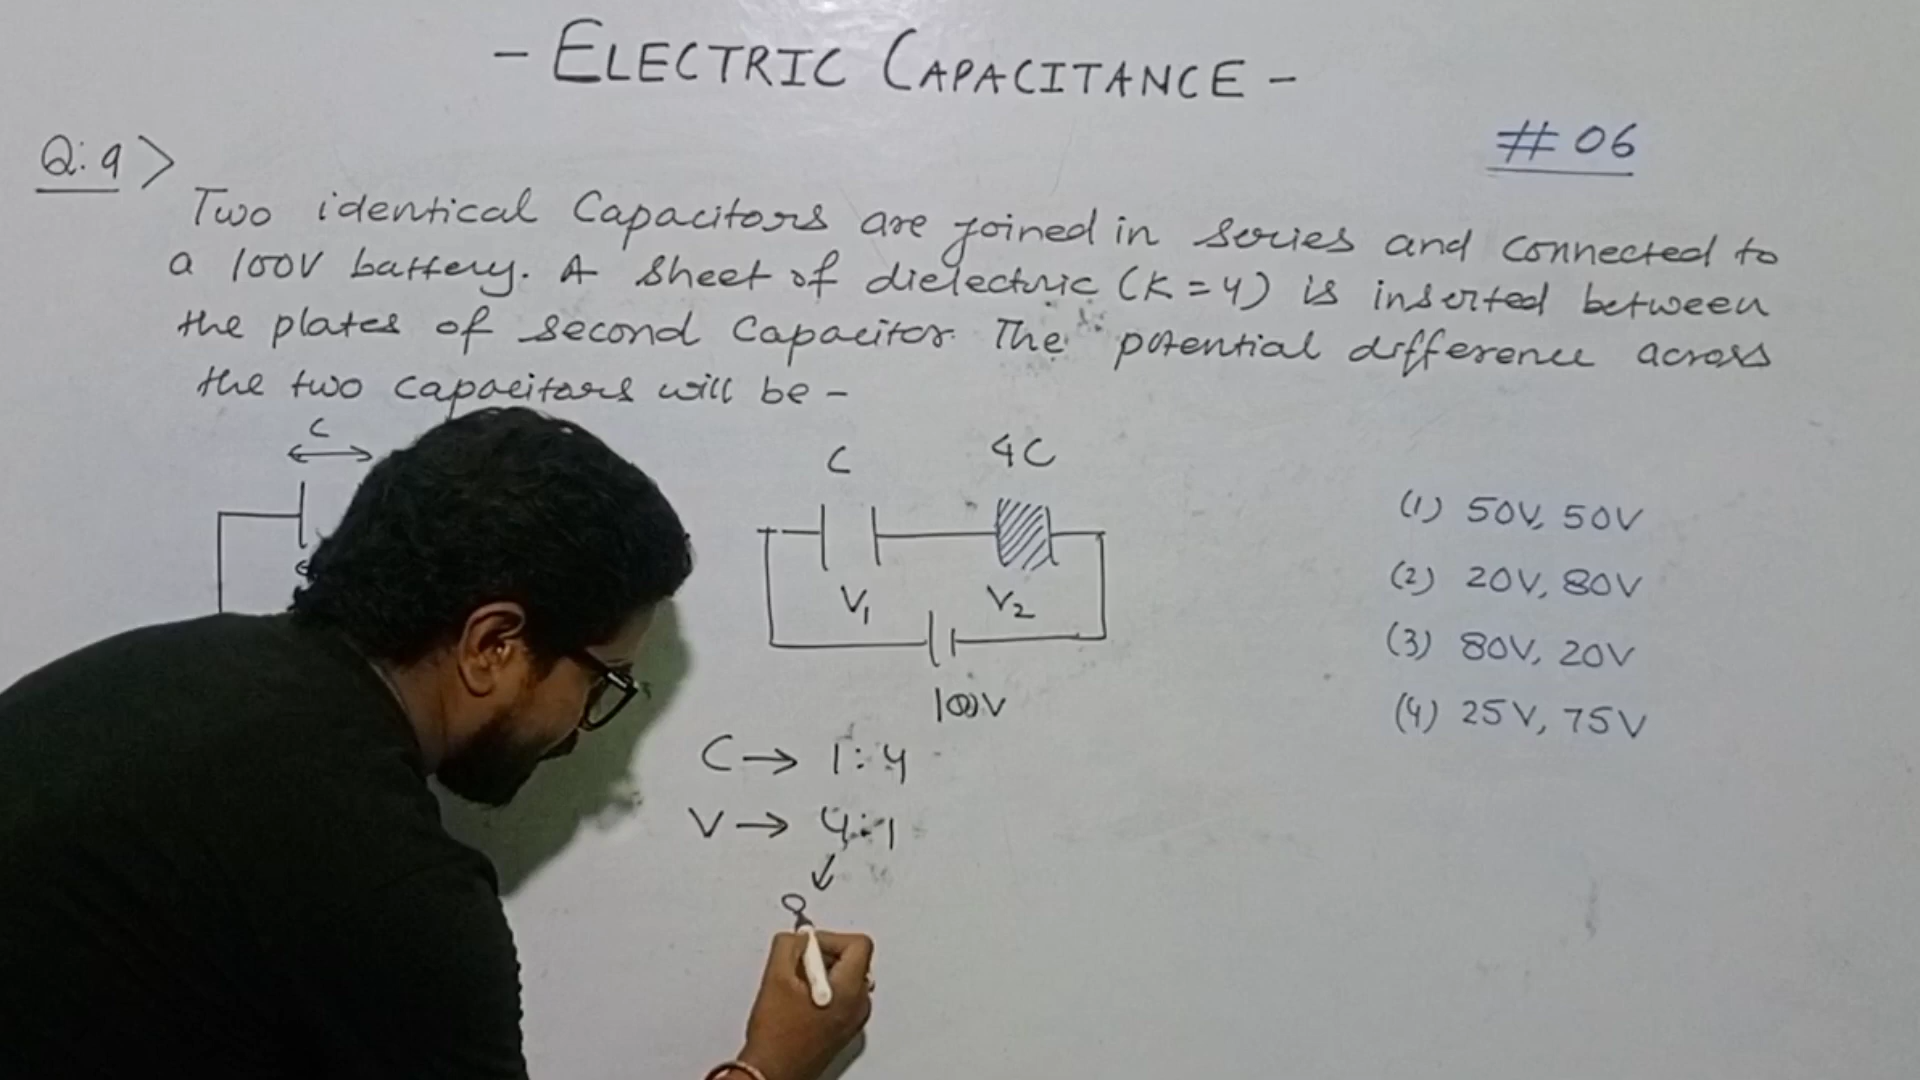 - ELECTRIC CAPACITANCE -
# 06
Q: 9 >
Two identical Capacitors are joined in series and connected to
a 100V battery. A sheet of dielectric (K = 4) is inserted between
the plates of second Capacitor. The potential difference across
the two capacitors will be -
C
C 4C
V1 V2
100V
C → 1 : 4
V → 4 : 1
(1) 50V, 50V
(2) 20V, 80V
(3) 80V, 20V
(4) 25V, 75V